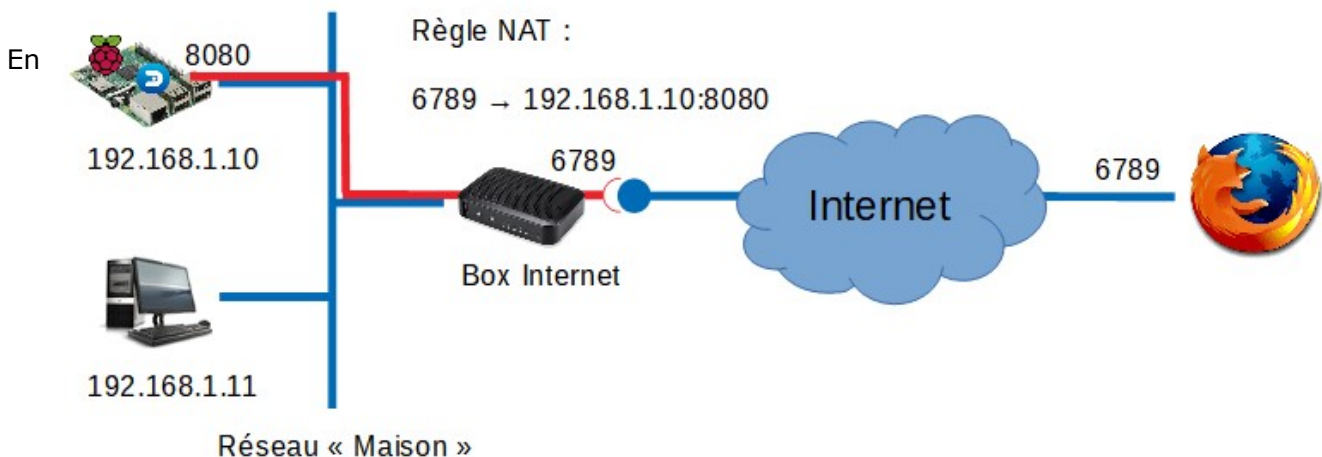 En
8080
192.168.1.10
Règle NAT :
6789 → 192.168.1.10:8080
6789
Box Internet
Internet
6789
192.168.1.11
Réseau « Maison »